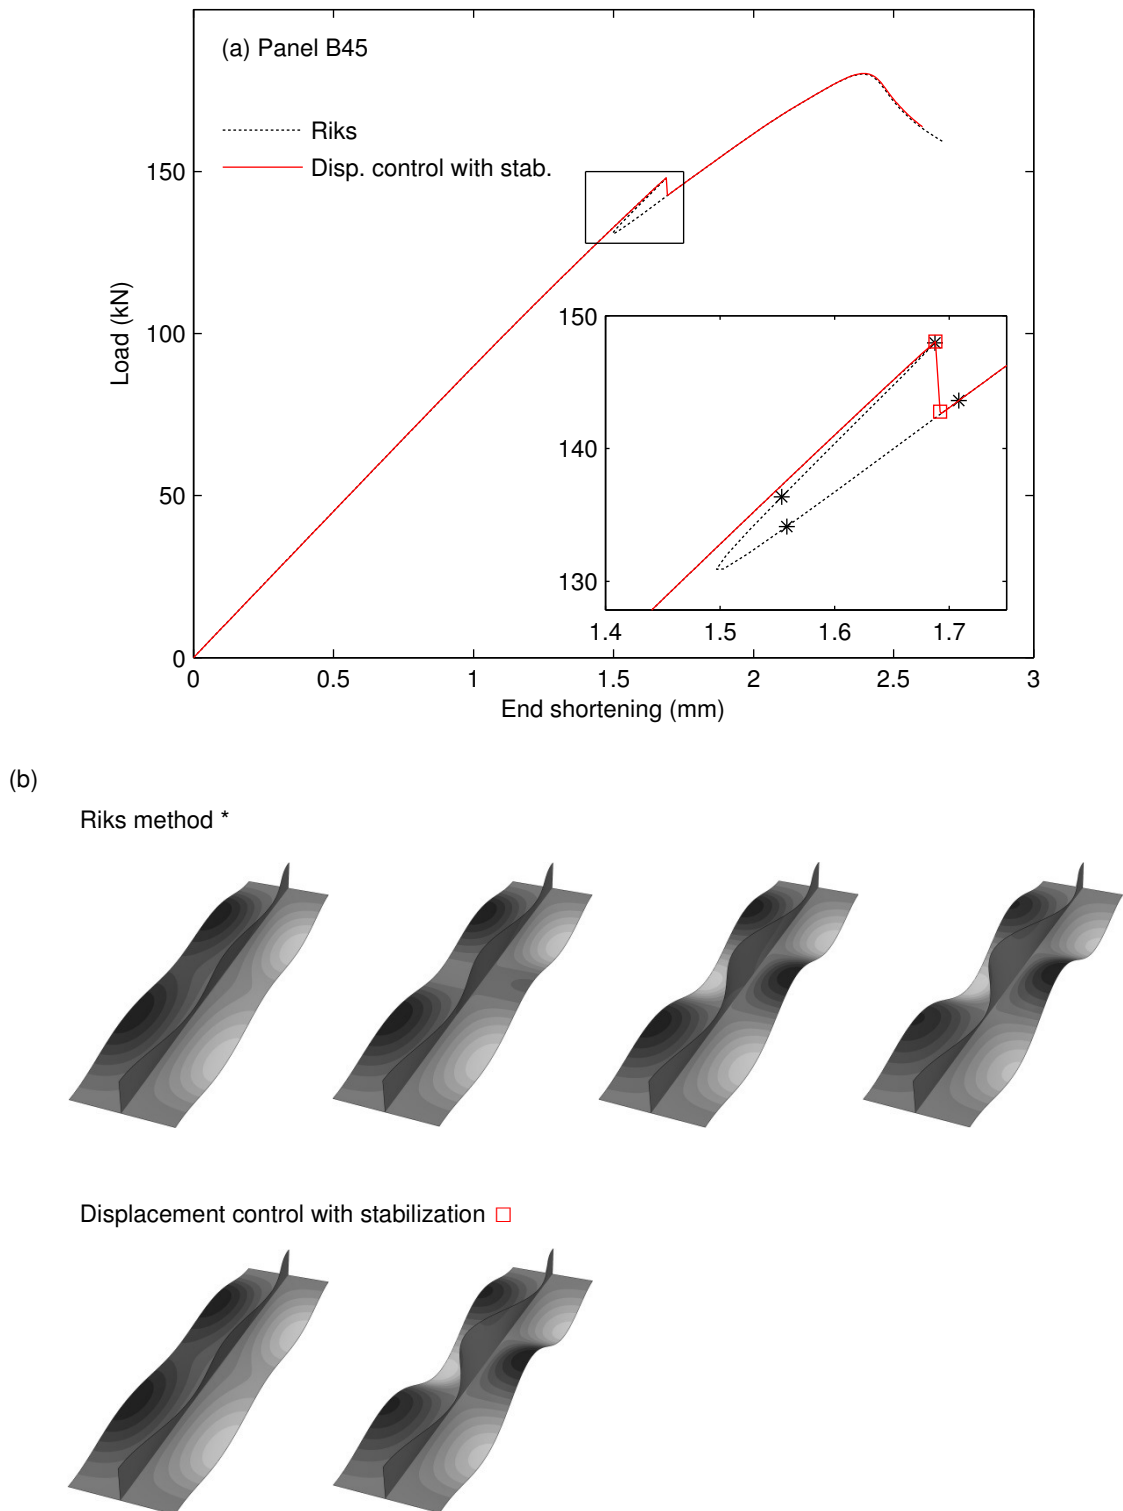 (a) Panel B45
Riks
Disp. control with stab.
Load (kN)
150
100
50
0
150
140
130
1.4 1.5 1.6 1.7
0 0.5 1 1.5 2 2.5 3
End shortening (mm)
(b)
Riks method *
Displacement control with stabilization □